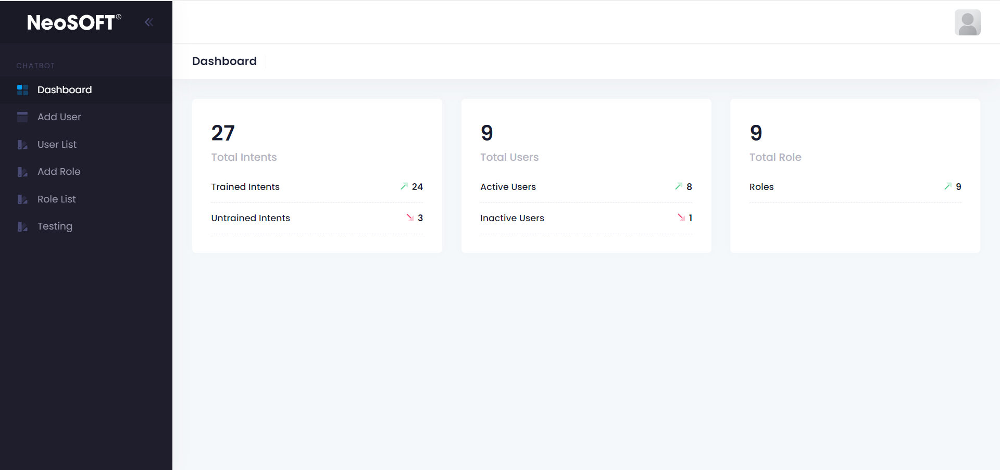 NeoSOFT®
CHATBOT
Dashboard
Add User
User List
Add Role
Role List
Testing
Dashboard
27
Total Intents
Trained Intents 24
Untrained Intents 3
9
Total Users
Active Users 8
Inactive Users 1
9
Total Role
Roles 9